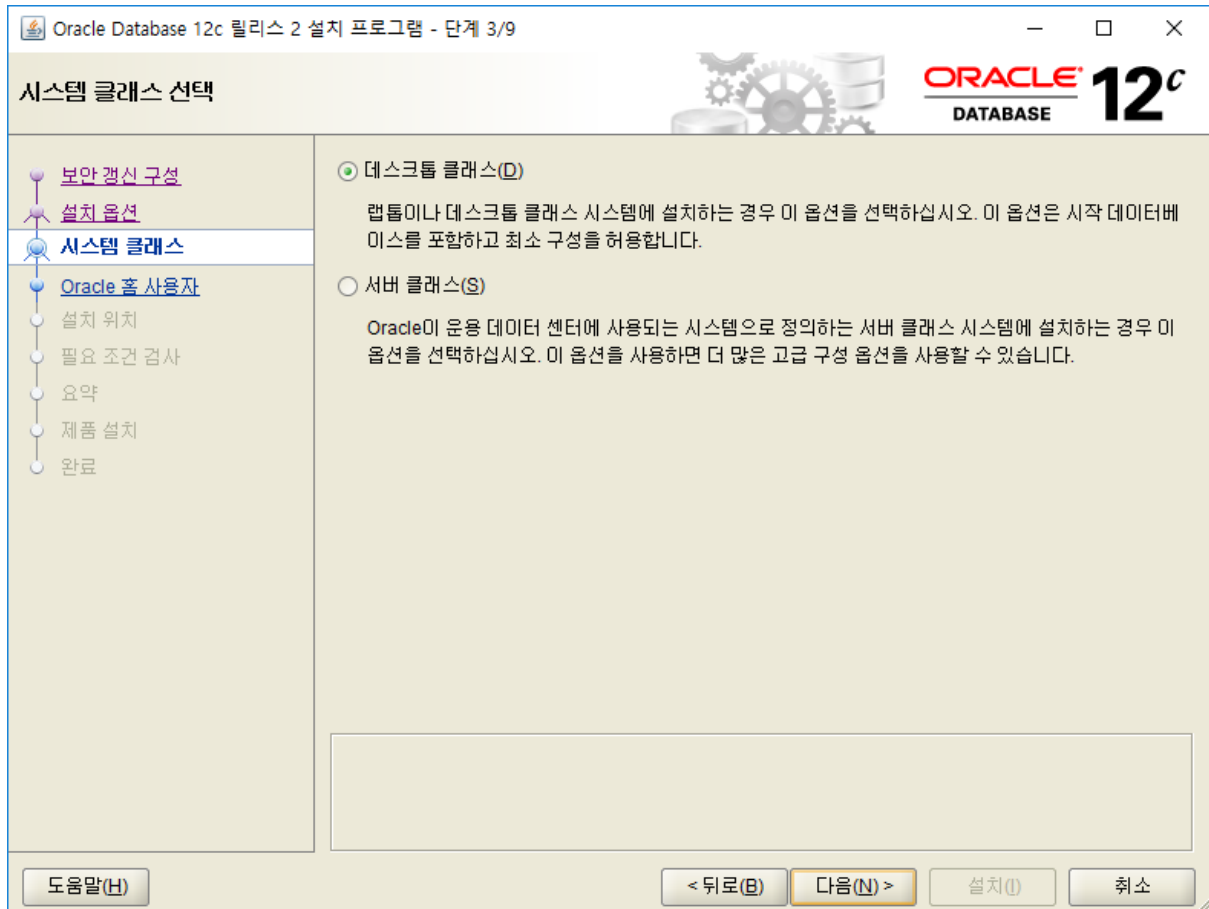 Oracle Database 12c 릴리스 2 설치 프로그램 - 단계 3/9
시스템 클래스 선택
ORACLE 12c
DATABASE
보안 갱신 구성
설치 옵션
시스템 클래스
Oracle 홈 사용자
설치 위치
필요 조건 검사
요약
제품 설치
완료
데스크톱 클래스(D)
랩톱이나 데스크톱 클래스 시스템에 설치하는 경우 이 옵션을 선택하십시오. 이 옵션은 시작 데이터베
이스를 포함하고 최소 구성을 허용합니다.
서버 클래스(S)
Oracle이 운용 데이터 센터에 사용되는 시스템으로 정의하는 서버 클래스 시스템에 설치하는 경우 이
옵션을 선택하십시오. 이 옵션을 사용하면 더 많은 고급 구성 옵션을 사용할 수 있습니다.
도움말(H)
< 뒤로(B)
다음(N) >
설치(I)
취소